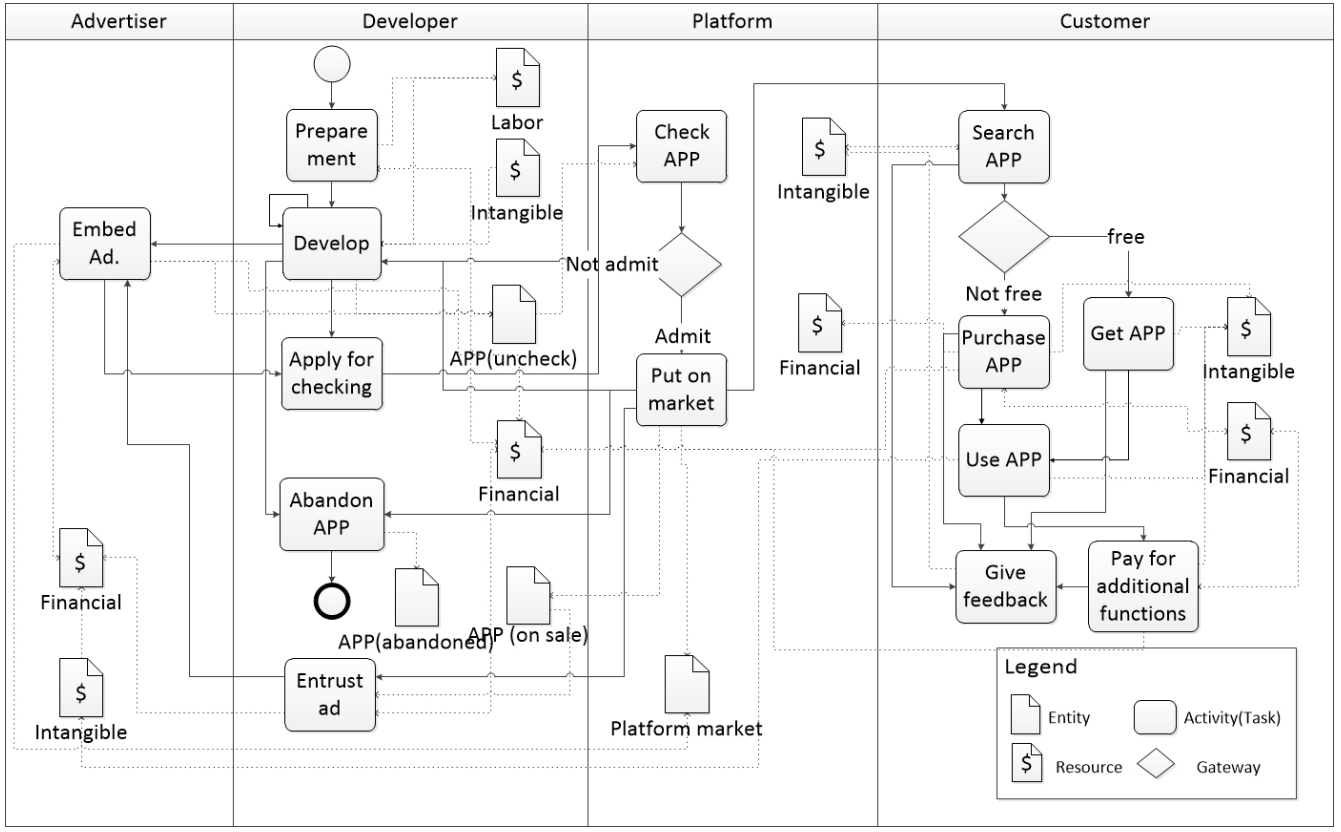 Advertiser
Developer
Platform
Customer
$
Labor
Prepare
ment
Check
APP
Search
APP
$
Intangible
$
Intangible
Embed
Ad.
Develop
Not admit
free
Not free
Admit
APP(uncheck)
$
Financial
Purchase
APP
Get APP
$
Intangible
Apply for
checking
Put on
market
$
Financial
Use APP
$
Financial
Abandon
APP
$
Financial
APP(abandoned)
APP (on sale)
Give
feedback
Pay for
additional
functions
$
Intangible
Entrust
ad
Platform market
Legend
Entity
Activity(Task)
$
Resource
Gateway